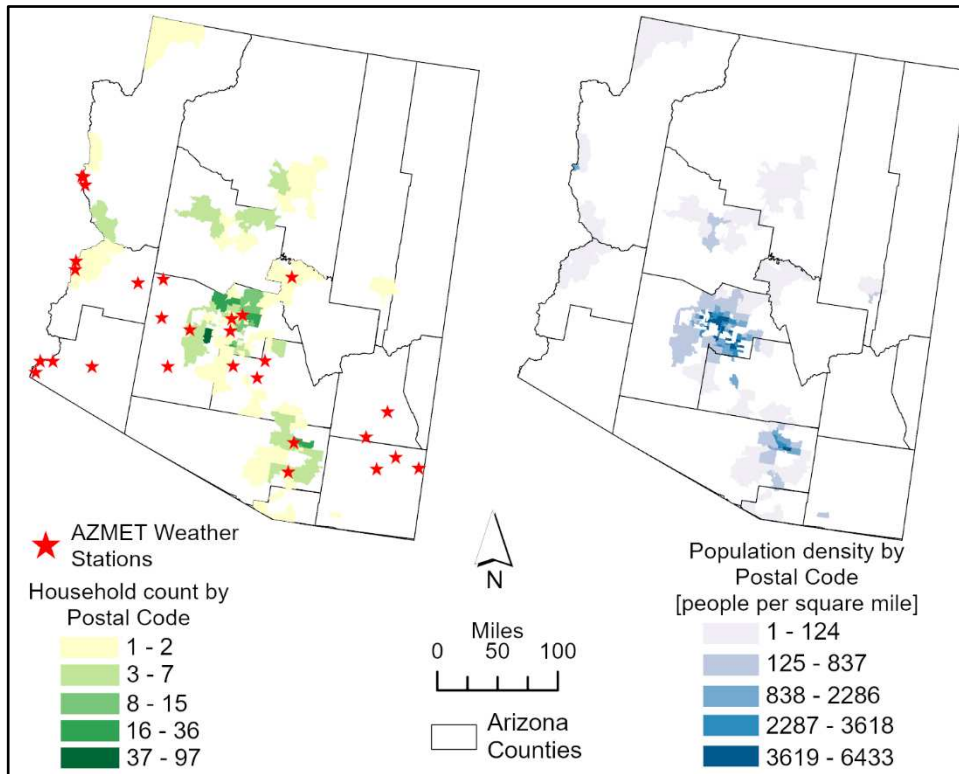 AZMET Weather
Stations
Household count by
Postal Code
1 - 2
3 - 7
8 - 15
16 - 36
37 - 97
N
Miles
0 50 100
Arizona
Counties
Population density by
Postal Code
[people per square mile]
1 - 124
125 - 837
838 - 2286
2287 - 3618
3619 - 6433